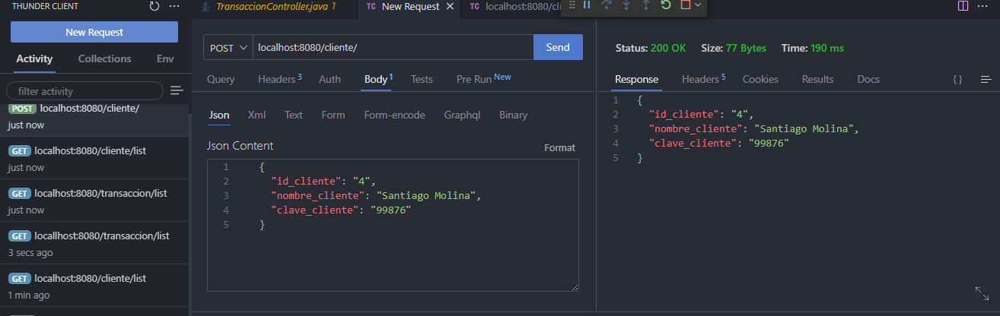 THUNDER CLIENT
New Request
Activity
Collections
Env
filter activity
POST localhost:8080/cliente/
just now
GET localhost:8080/cliente/list
just now
GET localhost:8080/transaccion/list
just now
GET locallhost:8080/transaccion/list
3 secs ago
GET locallhost:8080/cliente/list
1 min ago
TransaccionController.java 1
TC New Request
TC localhost:8080/cli
POST localhost:8080/cliente/ Send
Query Headers 3 Auth Body 1 Tests Pre Run New
Json Xml Text Form Form-encode Graphql Binary
Json Content
Format
1 {
2 "id_cliente": "4",
3 "nombre_cliente": "Santiago Molina",
4 "clave_cliente": "99876"
5 }
Status: 200 OK Size: 77 Bytes Time: 190 ms
Response Headers 5 Cookies Results Docs { }
1 {
2 "id_cliente": "4",
3 "nombre_cliente": "Santiago Molina",
4 "clave_cliente": "99876"
5 }